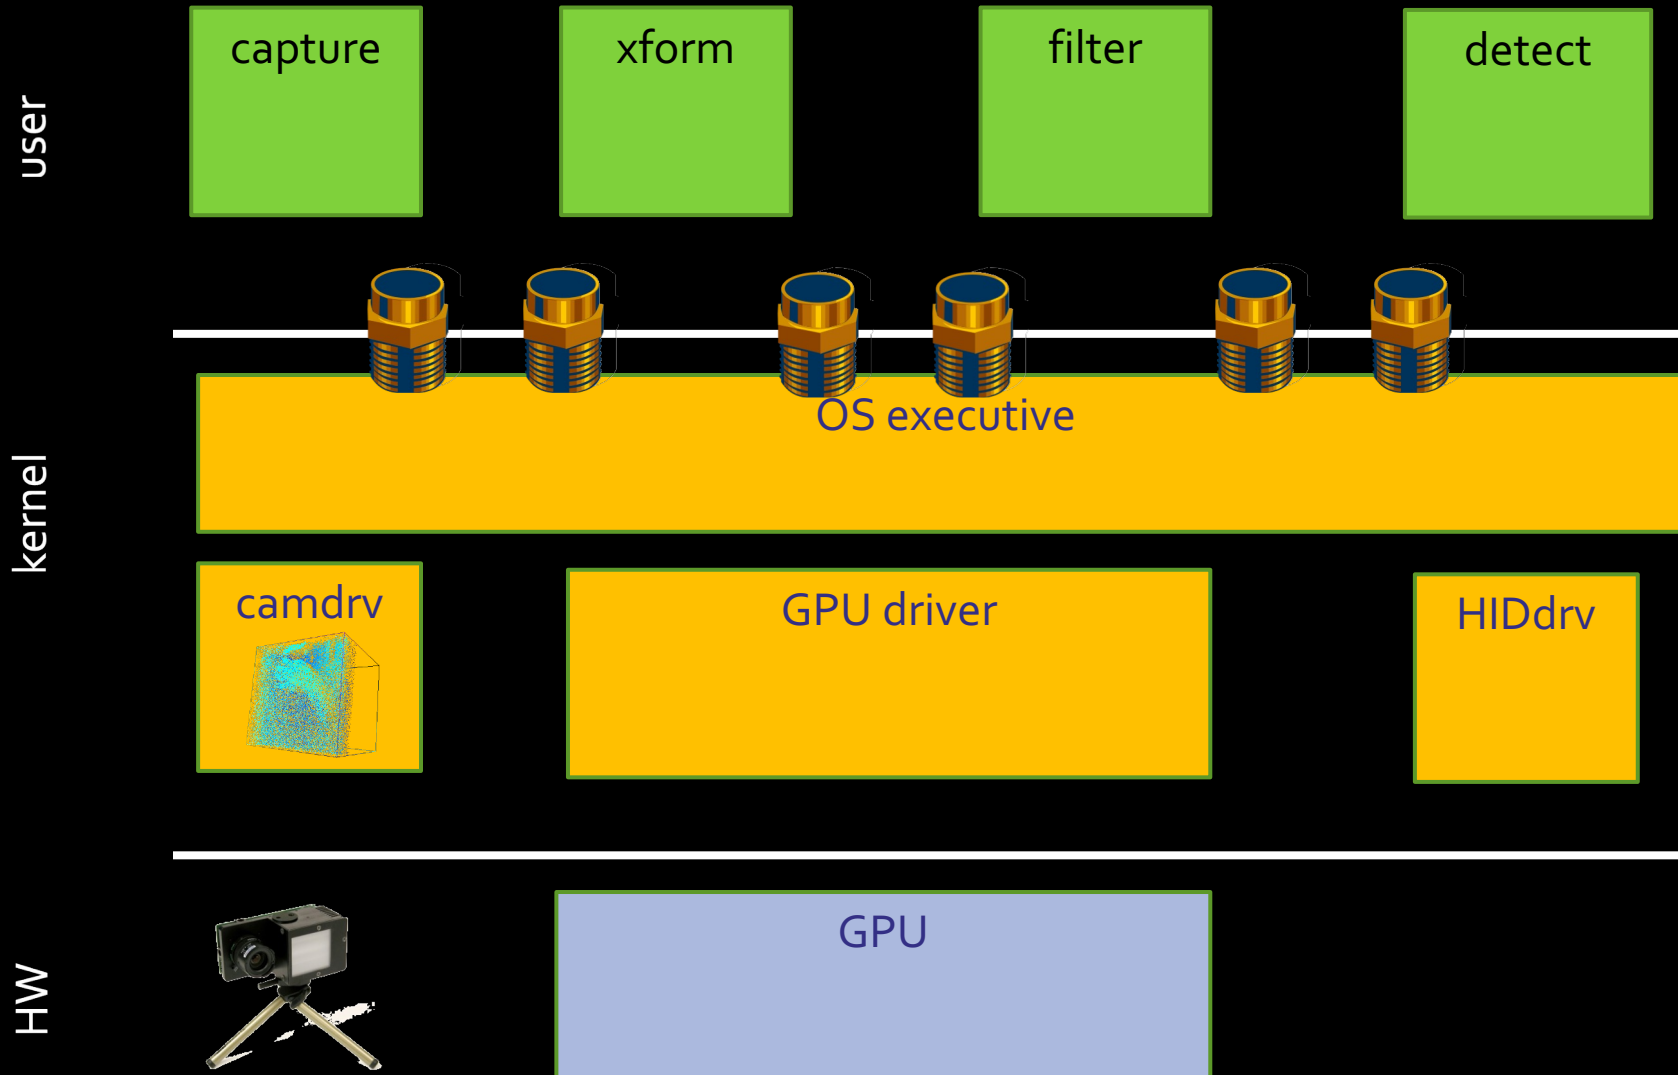 user
capture
xform
filter
detect
kernel
OS executive
camdrv
GPU driver
HIDdrv
HW
GPU